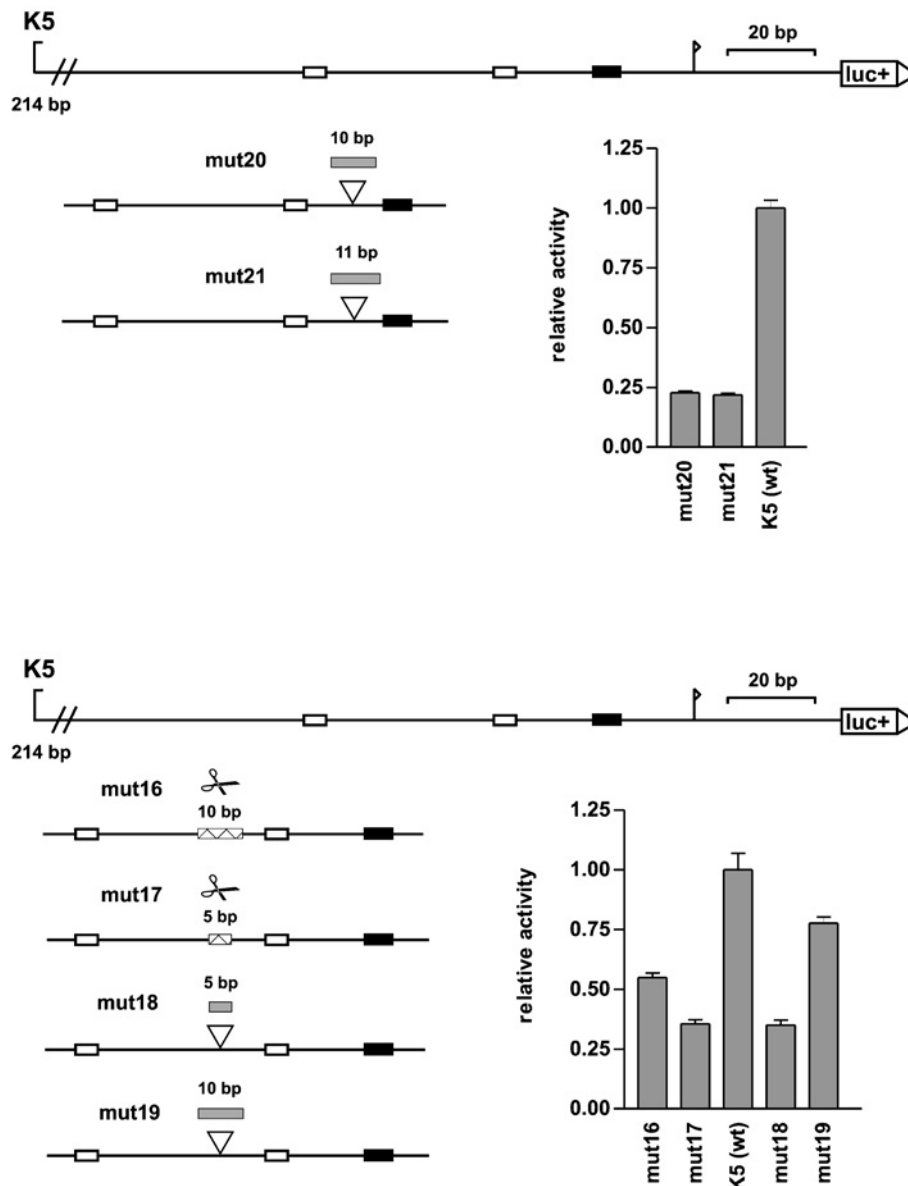 K5
20 bp
luc+
214 bp
10 bp
mut20
11 bp
mut21
relative activity
1.25
1.00
0.75
0.50
0.25
0.00
mut20
mut21
K5 (wt)
K5
20 bp
luc+
214 bp
mut16
10 bp
mut17
5 bp
5 bp
mut18
10 bp
mut19
relative activity
1.25
1.00
0.75
0.50
0.25
0.00
mut16
mut17
K5 (wt)
mut18
mut19